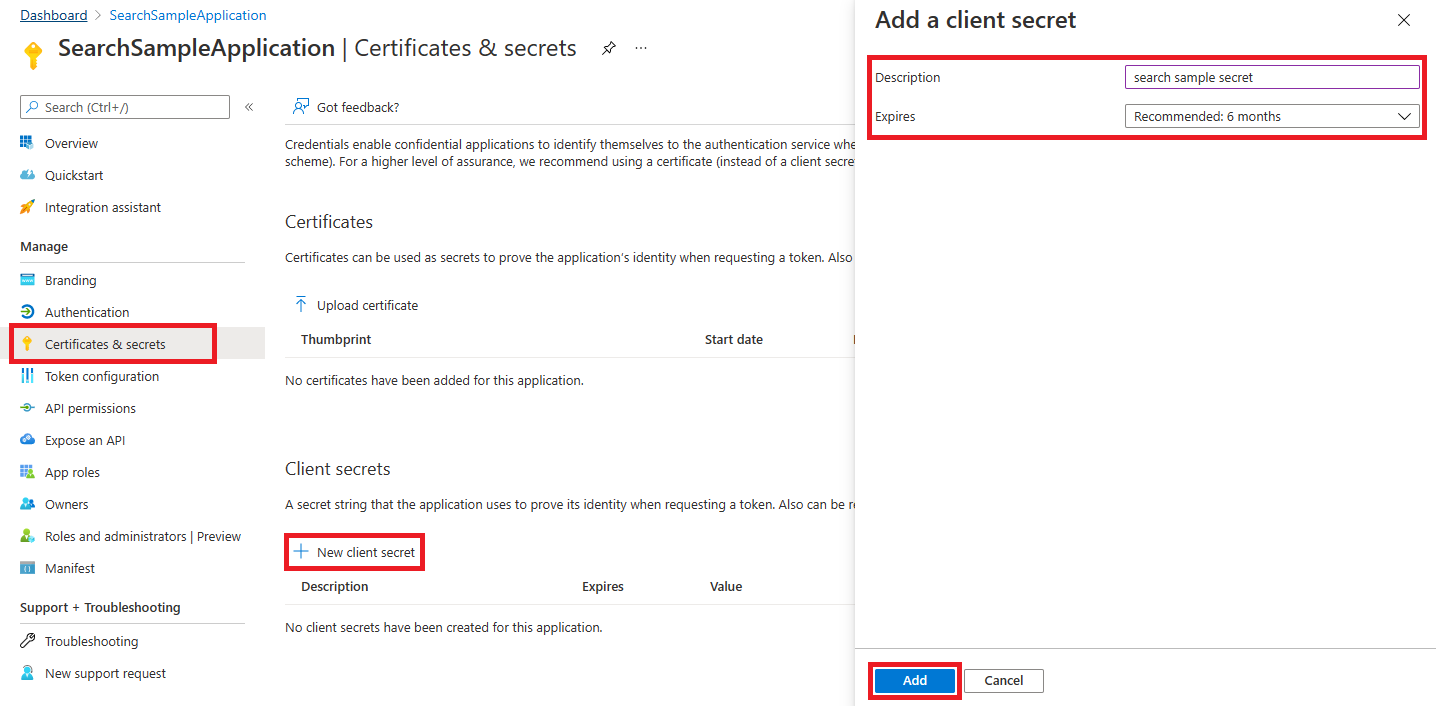 Dashboard > SearchSampleApplication
SearchSampleApplication | Certificates & secrets
Search (Ctrl+/)
Overview
Quickstart
Integration assistant
Manage
Branding
Authentication
Certificates & secrets
Token configuration
API permissions
Expose an API
App roles
Owners
Roles and administrators | Preview
Manifest
Support + Troubleshooting
Troubleshooting
New support request
Got feedback?
Credentials enable confidential applications to identify themselves to the authentication service
scheme). For a higher level of assurance, we recommend using a certificate (instead of a client
Certificates
Certificates can be used as secrets to prove the application's identity when requesting a token. Also
Upload certificate
Thumbprint Start date
No certificates have been added for this application.
Client secrets
A secret string that the application uses to prove its identity when requesting a token. Also can be
New client secret
Description Expires Value
No client secrets have been created for this application.
Add a client secret
Description search sample secret
Expires Recommended: 6 months
Add Cancel